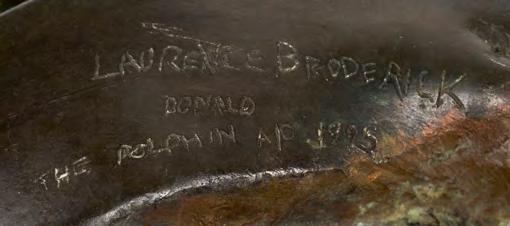 LAURENCE BRODERICK
DONALD
THE DOLPHIN AP 1995